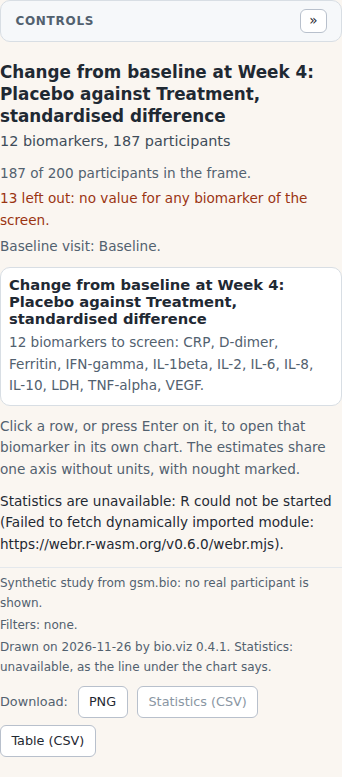 CONTROLS
»
Change from baseline at Week 4:
Placebo against Treatment,
standardised difference
12 biomarkers, 187 participants
187 of 200 participants in the frame.
13 left out: no value for any biomarker of the
screen.
Baseline visit: Baseline.
Change from baseline at Week 4:
Placebo against Treatment,
standardised difference
12 biomarkers to screen: CRP, D-dimer,
Ferritin, IFN-gamma, IL-1beta, IL-2, IL-6, IL-8,
IL-10, LDH, TNF-alpha, VEGF.
Click a row, or press Enter on it, to open that
biomarker in its own chart. The estimates share
one axis without units, with nought marked.
Statistics are unavailable: R could not be started
(Failed to fetch dynamically imported module:
https://webr.r-wasm.org/v0.6.0/webr.mjs).
Synthetic study from gsm.bio: no real participant is
shown.
Filters: none.
Drawn on 2026-11-26 by bio.viz 0.4.1. Statistics:
unavailable, as the line under the chart says.
Download: PNG Statistics (CSV)
Table (CSV)